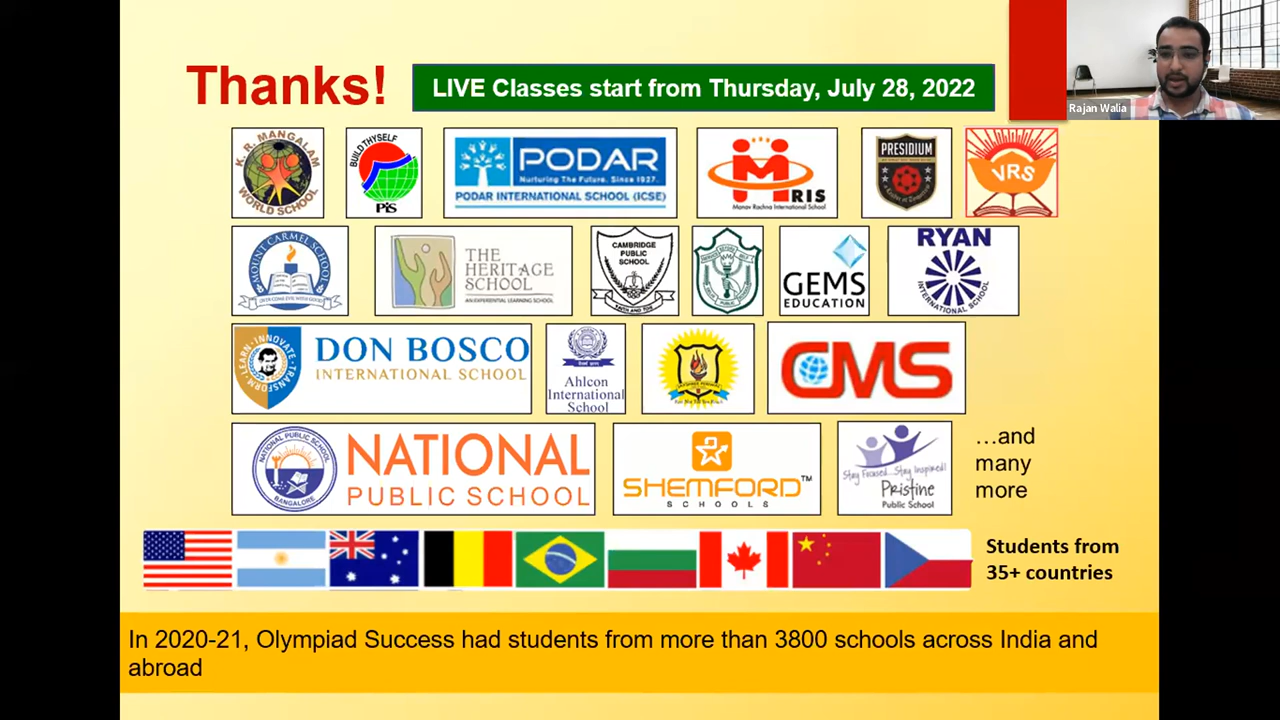 Thanks!
LIVE Classes start from Thursday, July 28, 2022
Rajan Walia
K. R. MANGALAM
WORLD SCHOOL
BUILD THYSELF
PIS
PODAR
Nurturing The Future. Since 1927.
PODAR INTERNATIONAL SCHOOL (ICSE)
RIS
Manav Rachna International School
PRESIDIUM
VRS
MOUNT CARMEL SCHOOL
OVERCOME EVIL WITH GOOD
THE
HERITAGE
SCHOOL
AN EXPERIENTIAL LEARNING SCHOOL
CAMBRIDGE
PUBLIC
SCHOOL
GEMS
EDUCATION
RYAN
INTERNATIONAL SCHOOL
LEARN · INNOVATE · TRANSFORM
DON BOSCO
INTERNATIONAL SCHOOL
Ahlcon
International
School
CMS
NATIONAL PUBLIC SCHOOL
BANGALORE
NATIONAL
PUBLIC SCHOOL
SHEMFORD™
SCHOOLS
Stay Focused...Stay Inspired!
Pristine
Public School
…and
many
more
Students from
35+ countries
In 2020-21, Olympiad Success had students from more than 3800 schools across India and
abroad